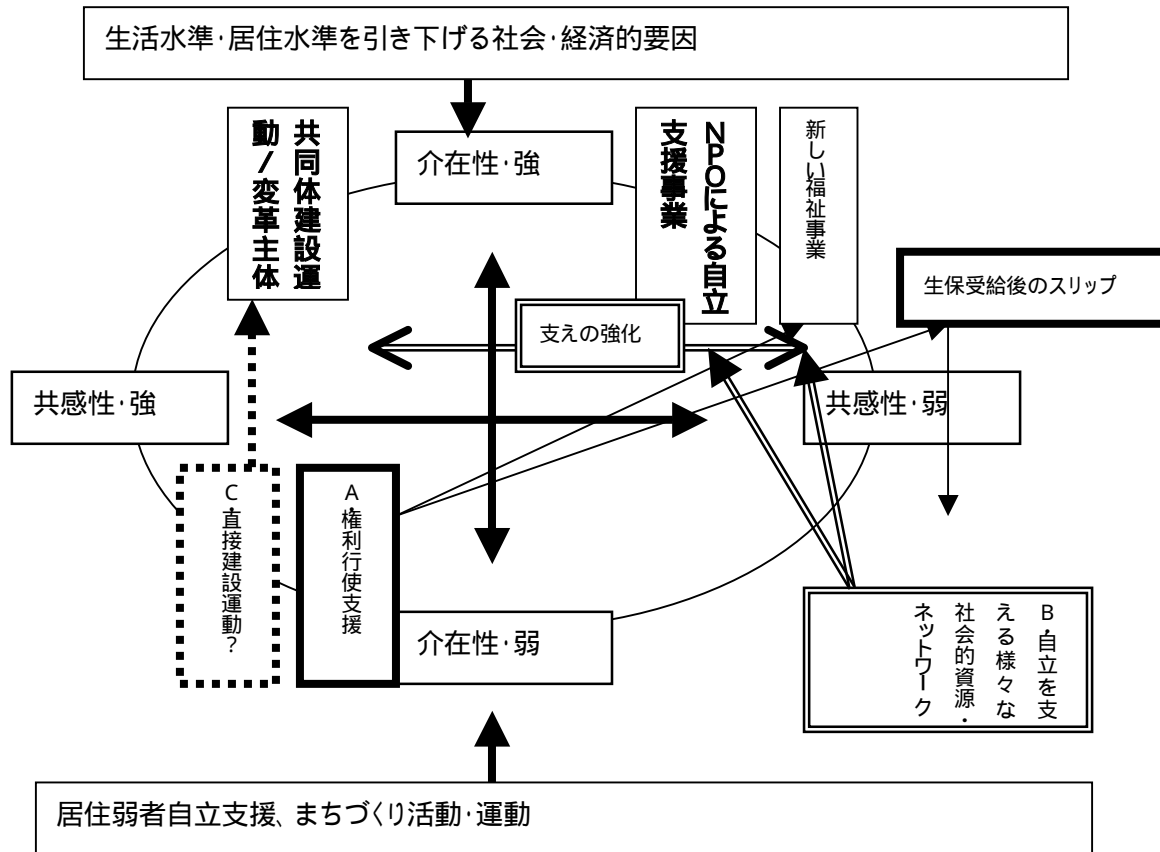 生活水準・居住水準を引き下げる社会・経済的要因
共同体建設運
動/変革主体
介在性・強
NPOによる自立
支援事業
新しい福祉事業
生保受給後のスリップ
支えの強化
共感性・強
共感性・弱
C.直接建設運動?
A.権利行使支援
介在性・弱
B.自立を支
える様々な
社会的資源・
ネットワーク
居住弱者自立支援、まちづくり活動・運動